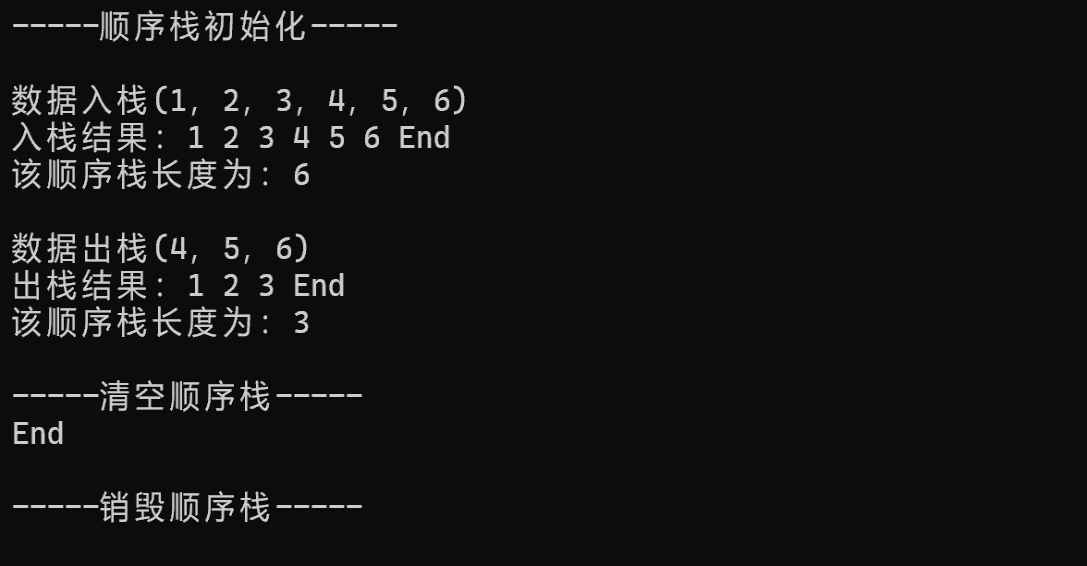 -----顺序栈初始化-----
数据入栈(1, 2, 3, 4, 5, 6)
入栈结果: 1 2 3 4 5 6 End
该顺序栈长度为: 6
数据出栈(4, 5, 6)
出栈结果: 1 2 3 End
该顺序栈长度为: 3
-----清空顺序栈-----
End
-----销毁顺序栈-----